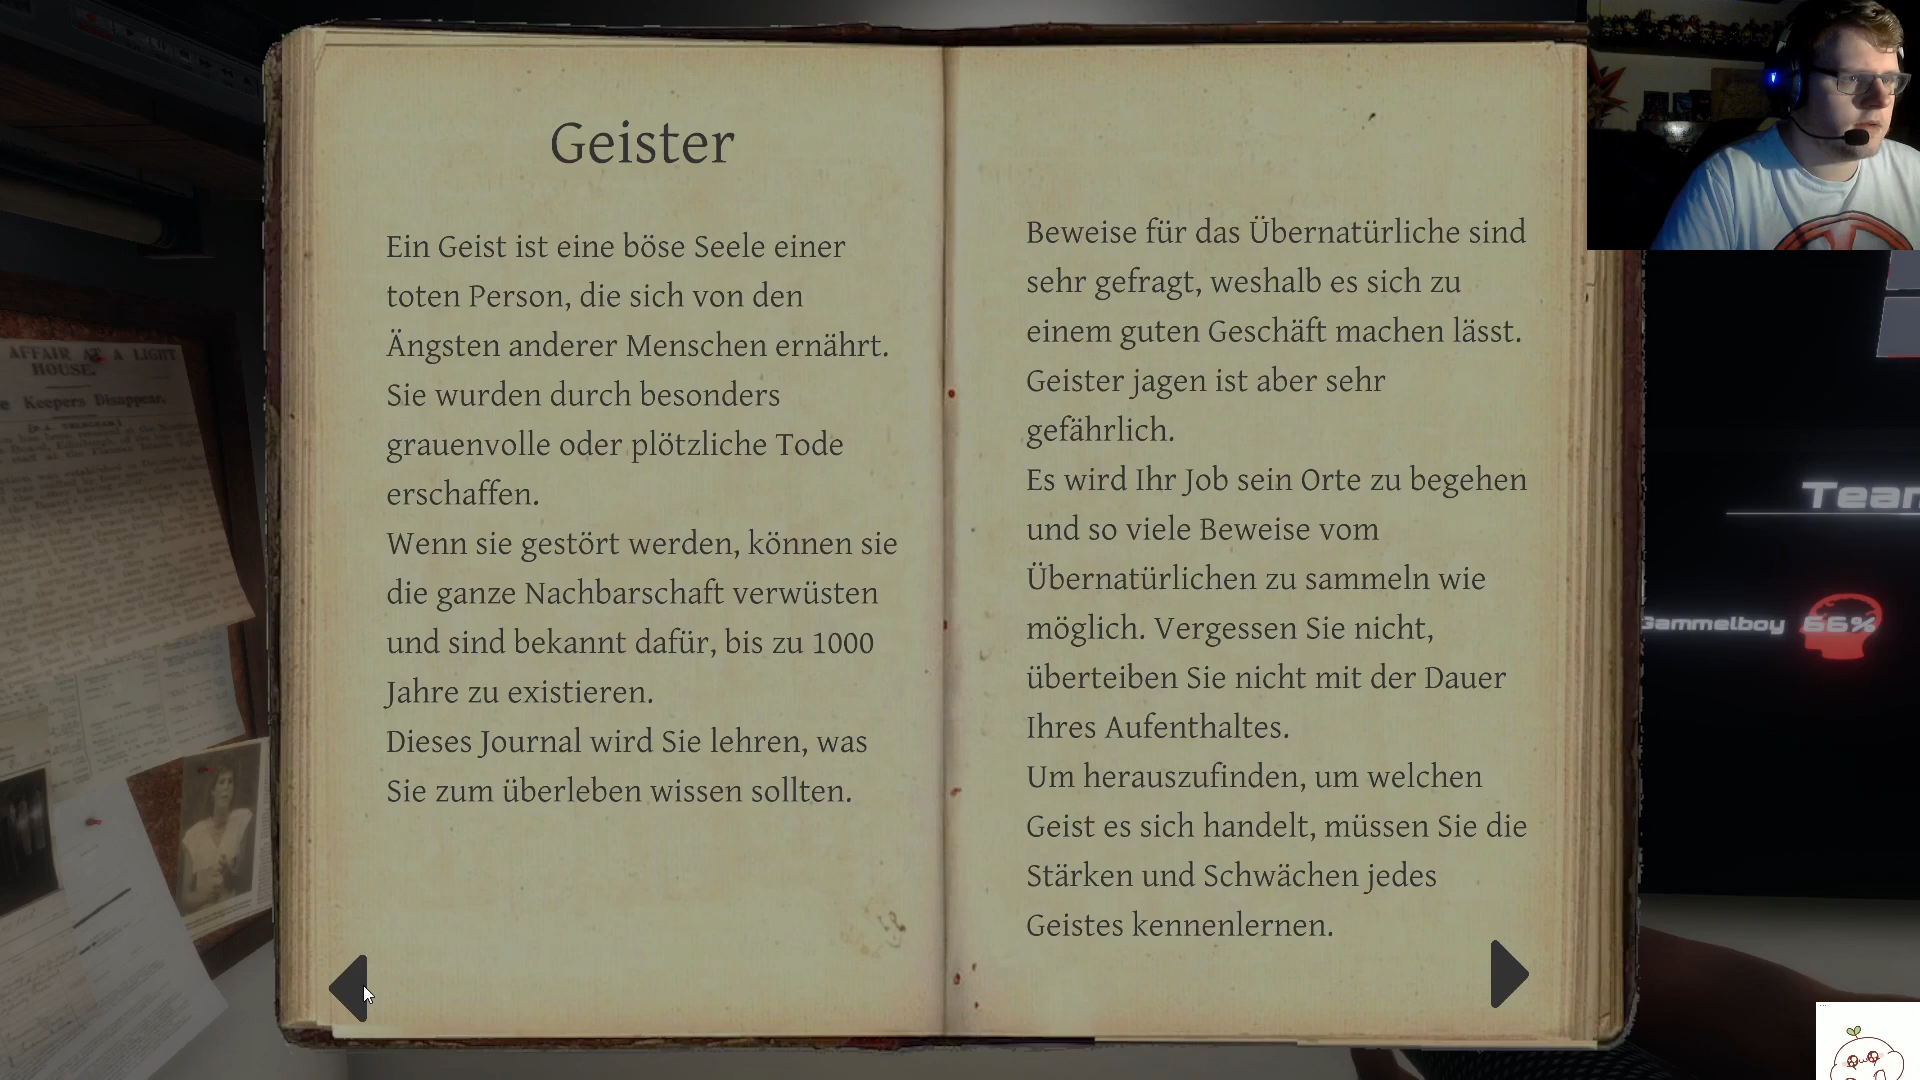 Geister
Ein Geist ist eine böse Seele einer
toten Person, die sich von den
Ängsten anderer Menschen ernährt.
Sie wurden durch besonders
grauenvolle oder plötzliche Tode
erschaffen.
Wenn sie gestört werden, können sie
die ganze Nachbarschaft verwüsten
und sind bekannt dafür, bis zu 1000
Jahre zu existieren.
Dieses Journal wird Sie lehren, was
Sie zum überleben wissen sollten.
Beweise für das Übernatürliche sind
sehr gefragt, weshalb es sich zu
einem guten Geschäft machen lässt.
Geister jagen ist aber sehr
gefährlich.
Es wird Ihr Job sein Orte zu begehen
und so viele Beweise vom
Übernatürlichen zu sammeln wie
möglich. Vergessen Sie nicht,
überteiben Sie nicht mit der Dauer
Ihres Aufenthaltes.
Um herauszufinden, um welchen
Geist es sich handelt, müssen Sie die
Stärken und Schwächen jedes
Geistes kennenlernen.
AFFAIR AT A LIGHT
HOUSE.
e Keepers Disappear.
Tean
Gammelboy 66%